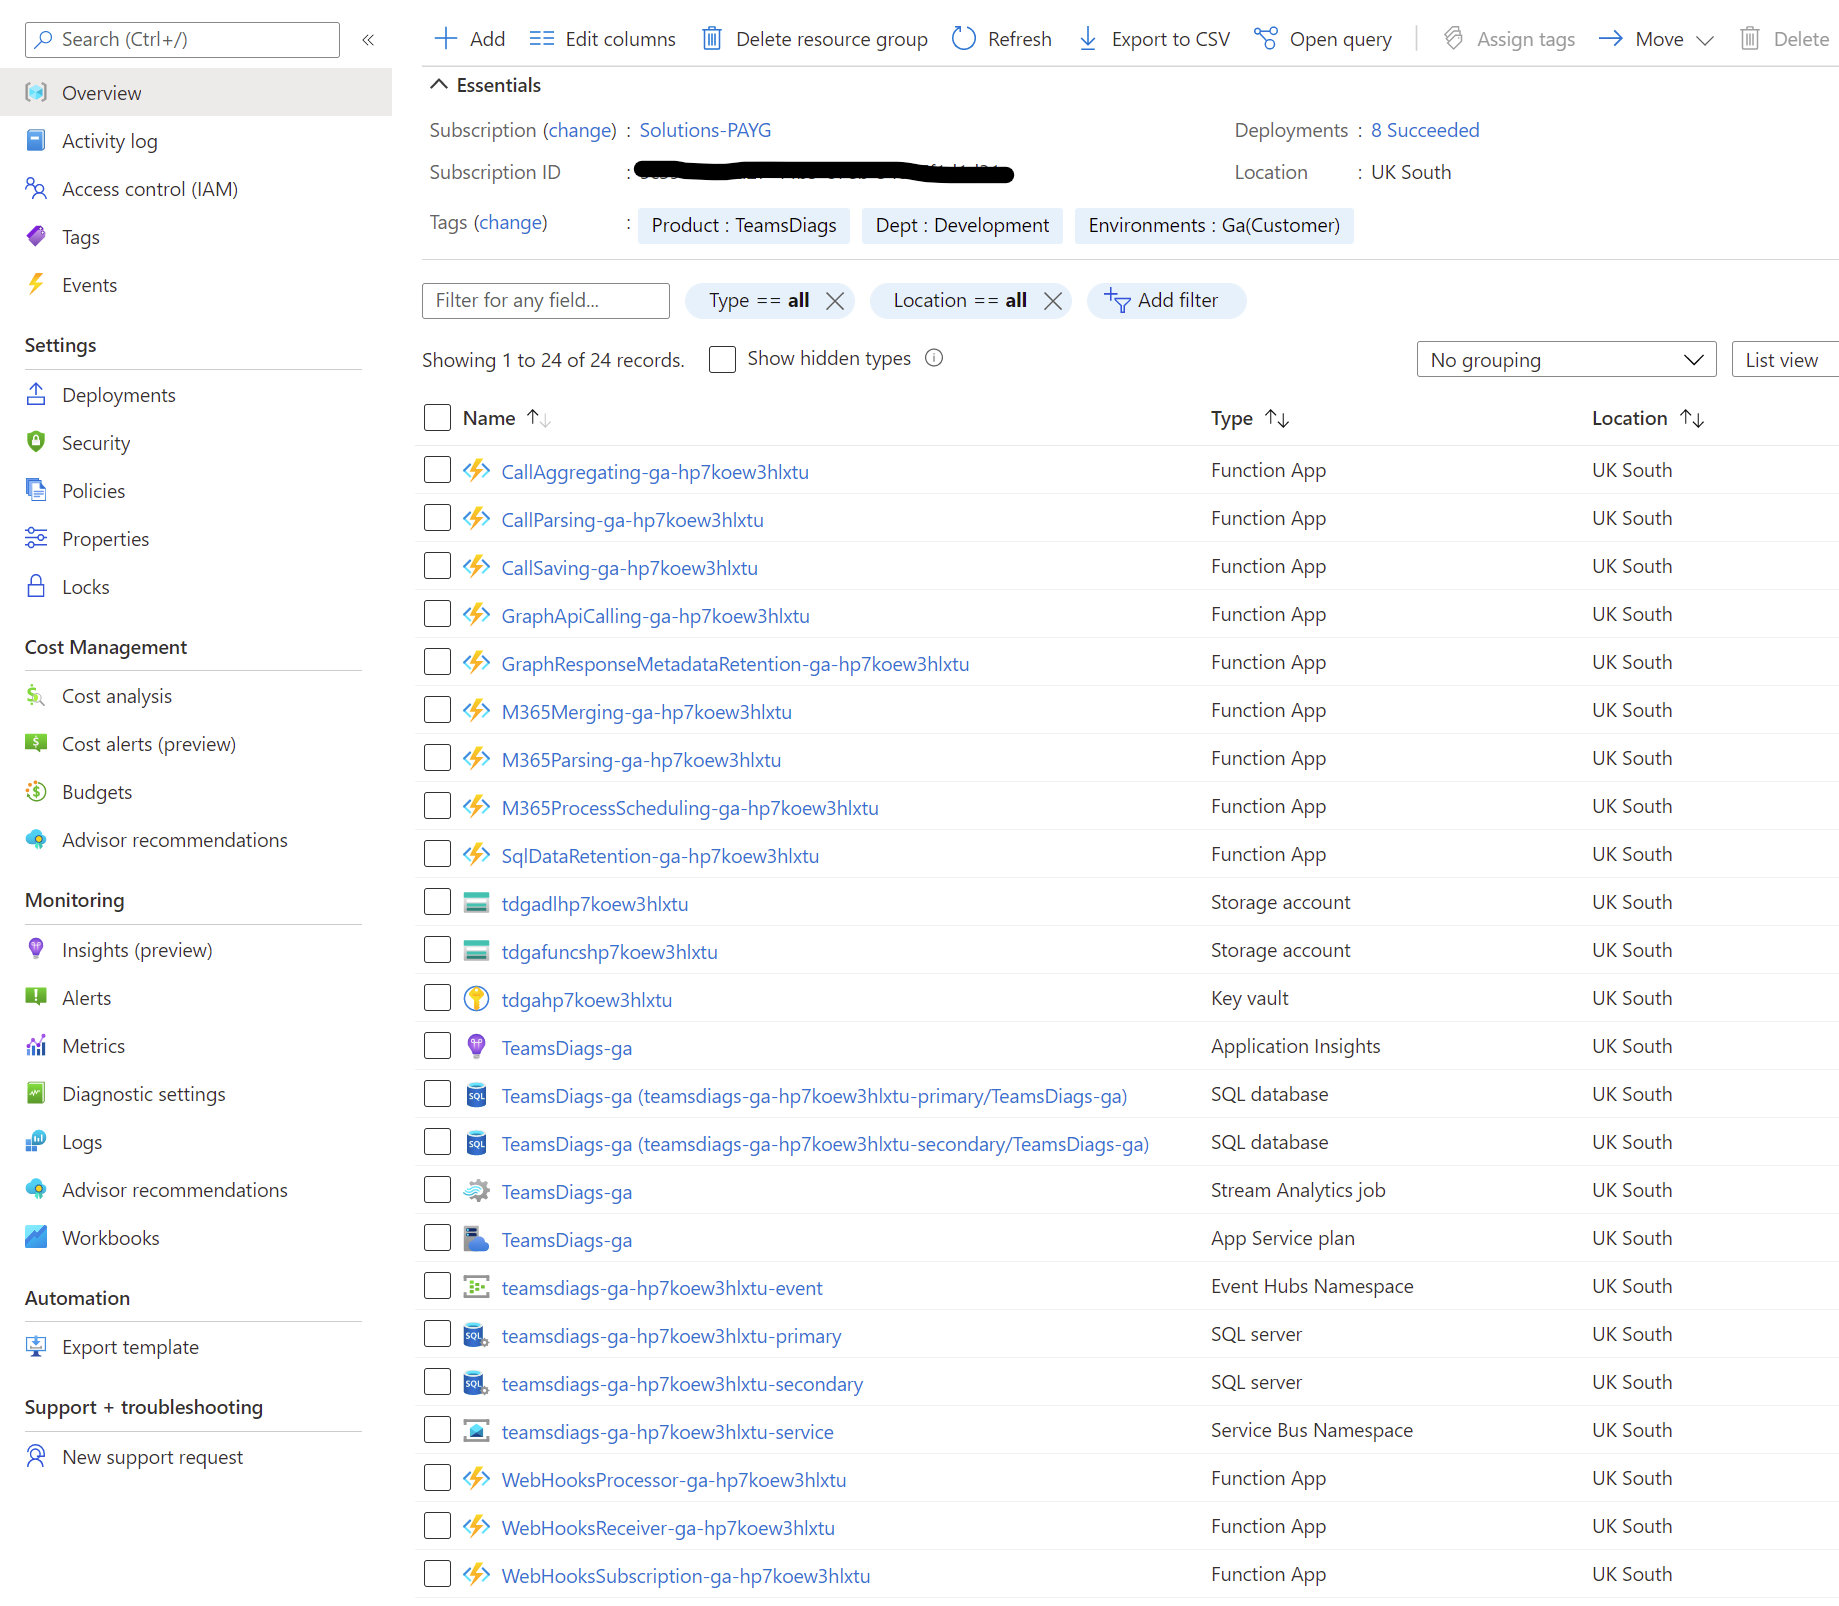 Search (Ctrl+/) «
Overview
Activity log
Access control (IAM)
Tags
Events
Settings
Deployments
Security
Policies
Properties
Locks
Cost Management
Cost analysis
Cost alerts (preview)
Budgets
Advisor recommendations
Monitoring
Insights (preview)
Alerts
Metrics
Diagnostic settings
Logs
Advisor recommendations
Workbooks
Automation
Export template
Support + troubleshooting
New support request
Add Edit columns Delete resource group Refresh Export to CSV Open query Assign tags Move Delete
Essentials
Subscription (change) : Solutions-PAYG Deployments : 8 Succeeded
Subscription ID : Location : UK South
Tags (change) : Product : TeamsDiags Dept : Development Environments : Ga(Customer)
Filter for any field... Type == all Location == all Add filter
Showing 1 to 24 of 24 records. Show hidden types No grouping List view
Name Type Location
CallAggregating-ga-hp7koew3hlxtu Function App UK South
CallParsing-ga-hp7koew3hlxtu Function App UK South
CallSaving-ga-hp7koew3hlxtu Function App UK South
GraphApiCalling-ga-hp7koew3hlxtu Function App UK South
GraphResponseMetadataRetention-ga-hp7koew3hlxtu Function App UK South
M365Merging-ga-hp7koew3hlxtu Function App UK South
M365Parsing-ga-hp7koew3hlxtu Function App UK South
M365ProcessScheduling-ga-hp7koew3hlxtu Function App UK South
SqlDataRetention-ga-hp7koew3hlxtu Function App UK South
tdgadlhp7koew3hlxtu Storage account UK South
tdgafuncshp7koew3hlxtu Storage account UK South
tdgahp7koew3hlxtu Key vault UK South
TeamsDiags-ga Application Insights UK South
TeamsDiags-ga (teamsdiags-ga-hp7koew3hlxtu-primary/TeamsDiags-ga) SQL database UK South
TeamsDiags-ga (teamsdiags-ga-hp7koew3hlxtu-secondary/TeamsDiags-ga) SQL database UK South
TeamsDiags-ga Stream Analytics job UK South
TeamsDiags-ga App Service plan UK South
teamsdiags-ga-hp7koew3hlxtu-event Event Hubs Namespace UK South
teamsdiags-ga-hp7koew3hlxtu-primary SQL server UK South
teamsdiags-ga-hp7koew3hlxtu-secondary SQL server UK South
teamsdiags-ga-hp7koew3hlxtu-service Service Bus Namespace UK South
WebHooksProcessor-ga-hp7koew3hlxtu Function App UK South
WebHooksReceiver-ga-hp7koew3hlxtu Function App UK South
WebHooksSubscription-ga-hp7koew3hlxtu Function App UK South